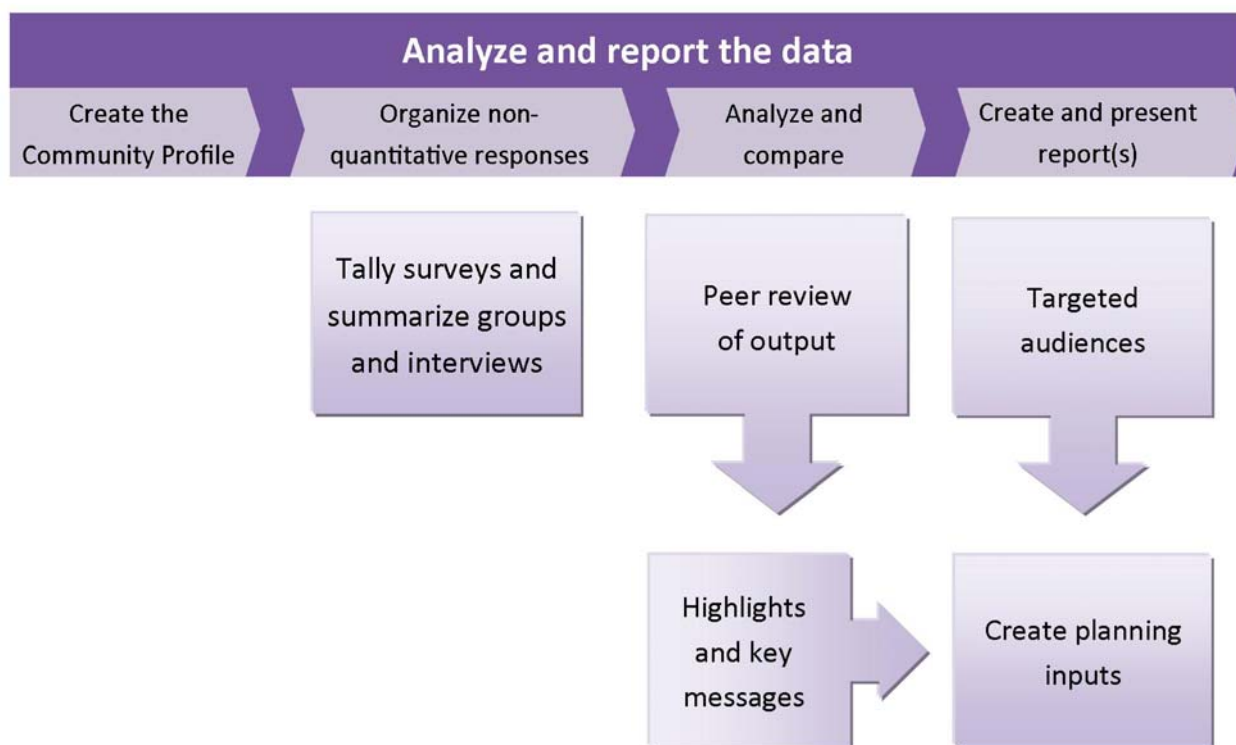 Analyze and report the data
Create the
Community Profile
Organize non-
quantitative responses
Analyze and
compare
Create and present
report(s)
Tally surveys and
summarize groups
and interviews
Peer review
of output
Targeted
audiences
Highlights
and key
messages
Create planning
inputs